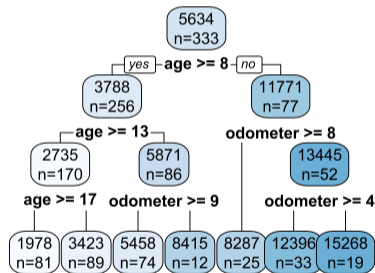 5634
n=333
yes age >= 8 no
3788
n=256
11771
n=77
age >= 13
odometer >= 8
2735
n=170
5871
n=86
13445
n=52
age >= 17
odometer >= 9
odometer >= 4
1978
n=81
3423
n=89
5458
n=74
8415
n=12
8287
n=25
12396
n=33
15268
n=19